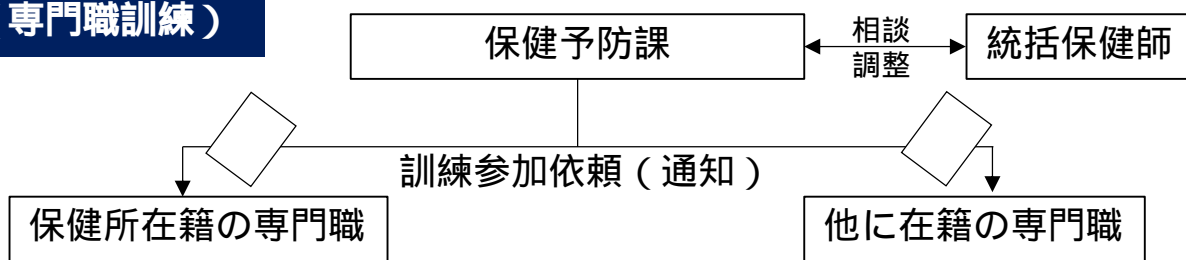 専門職訓練）
保健予防課
相談
調整
統括保健師
訓練参加依頼（通知）
保健所在籍の専門職
他に在籍の専門職